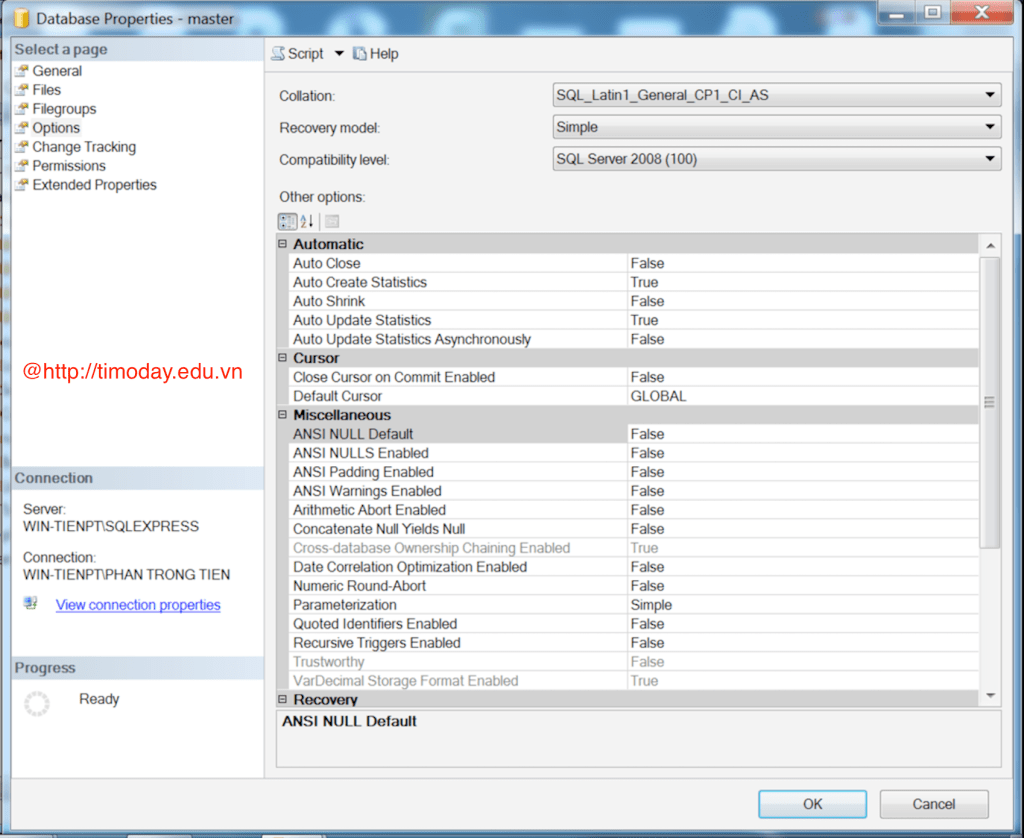 Database Properties - master
Select a page
General
Files
Filegroups
Options
Change Tracking
Permissions
Extended Properties
@http://timoday.edu.vn
Connection
Server:
WIN-TIENPT\SQLEXPRESS
Connection:
WIN-TIENPT\PHAN TRONG TIEN
View connection properties
Progress
Ready
Script Help
Collation: SQL_Latin1_General_CP1_CI_AS
Recovery model: Simple
Compatibility level: SQL Server 2008 (100)
Other options:
Automatic
Auto Close False
Auto Create Statistics True
Auto Shrink False
Auto Update Statistics True
Auto Update Statistics Asynchronously False
Cursor
Close Cursor on Commit Enabled False
Default Cursor GLOBAL
Miscellaneous
ANSI NULL Default False
ANSI NULLS Enabled False
ANSI Padding Enabled False
ANSI Warnings Enabled False
Arithmetic Abort Enabled False
Concatenate Null Yields Null False
Cross-database Ownership Chaining Enabled True
Date Correlation Optimization Enabled False
Numeric Round-Abort False
Parameterization Simple
Quoted Identifiers Enabled False
Recursive Triggers Enabled False
Trustworthy False
VarDecimal Storage Format Enabled True
Recovery
ANSI NULL Default
OK Cancel